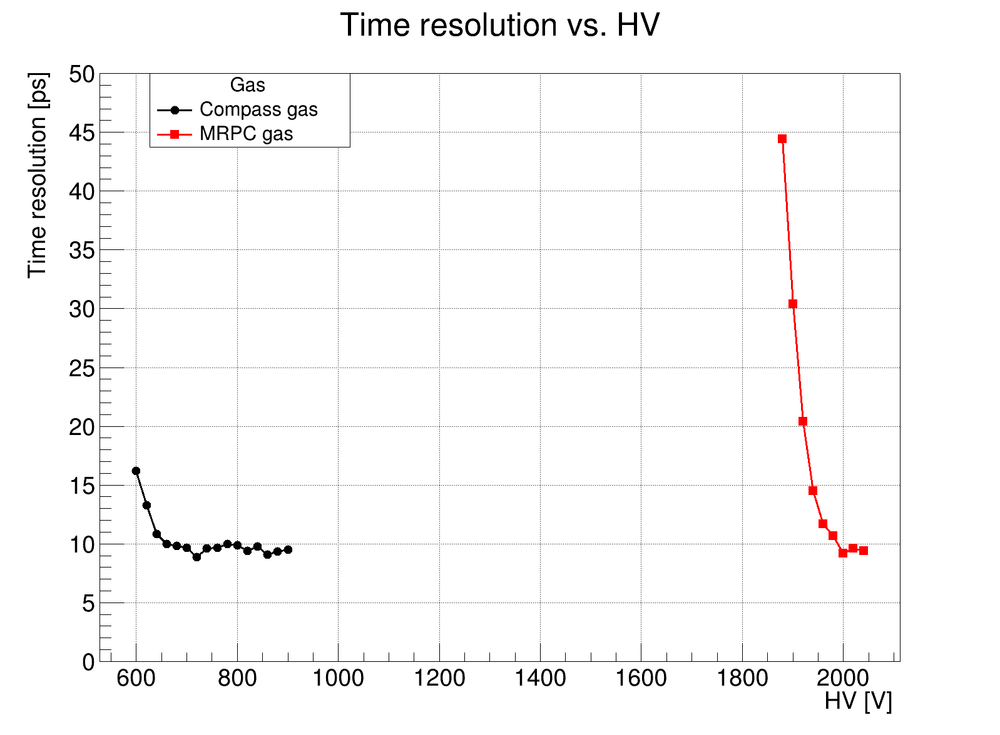 Time resolution vs. HV
Time resolution [ps]
50
45
40
35
30
25
20
15
10
5
0
Gas
Compass gas
MRPC gas
600 800 1000 1200 1400 1600 1800 2000
HV [V]